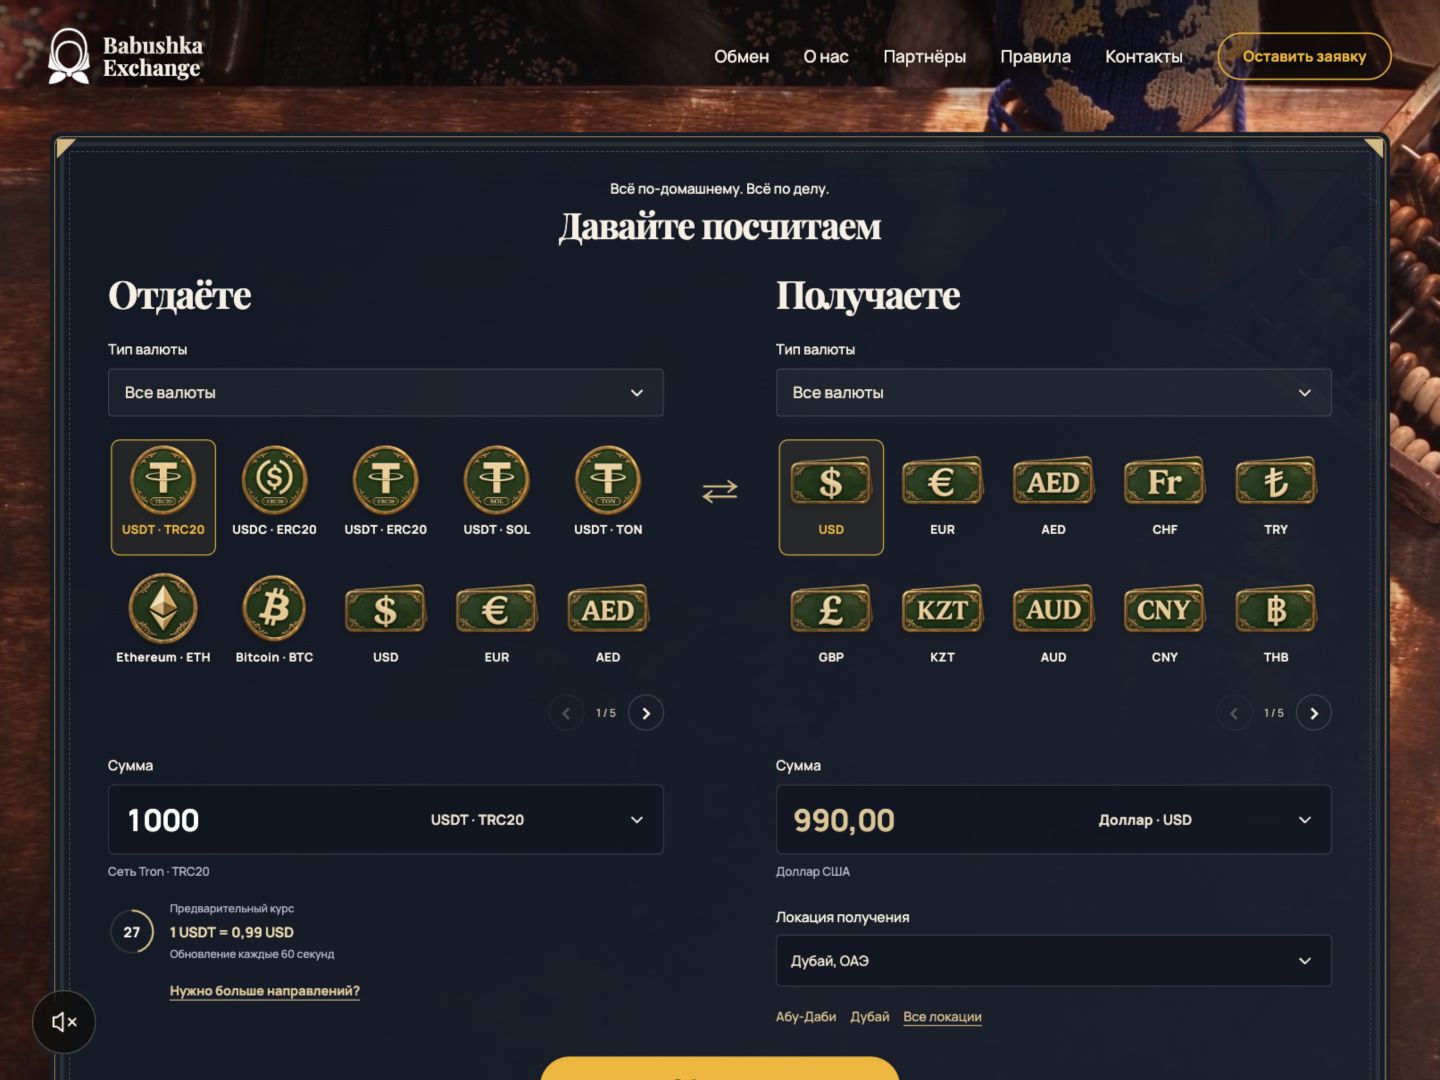 Babushka
Exchange
Обмен
О нас
Партнёры
Правила
Контакты
Оставить заявку
Всё по-домашнему. Всё по делу.
Давайте посчитаем
Отдаёте
Тип валюты
Все валюты
TRC20
ERC20
ERC20
SOL
TON
USDT · TRC20
USDC · ERC20
USDT · ERC20
USDT · SOL
USDT · TON
$
€
AED
Ethereum · ETH
Bitcoin · BTC
USD
EUR
AED
1 / 5
Сумма
1000
USDT · TRC20
Сеть Tron · TRC20
27
Предварительный курс
1 USDT = 0,99 USD
Обновление каждые 60 секунд
Нужно больше направлений?
Получаете
Тип валюты
Все валюты
$
€
AED
Fr
₺
USD
EUR
AED
CHF
TRY
£
KZT
AUD
CNY
฿
GBP
KZT
AUD
CNY
THB
1 / 5
Сумма
990,00
Доллар · USD
Доллар США
Локация получения
Дубай, ОАЭ
Абу-Даби
Дубай
Все локации